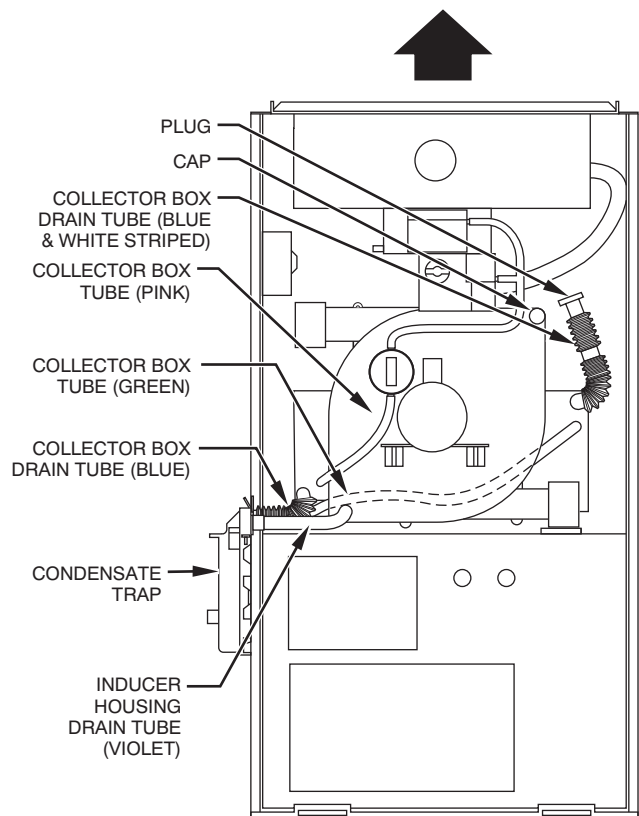 PLUG
CAP
COLLECTOR BOX
DRAIN TUBE (BLUE
& WHITE STRIPED)
COLLECTOR BOX
TUBE (PINK)
COLLECTOR BOX
TUBE (GREEN)
COLLECTOR BOX
DRAIN TUBE (BLUE)
CONDENSATE
TRAP
INDUCER
HOUSING
DRAIN TUBE
(VIOLET)